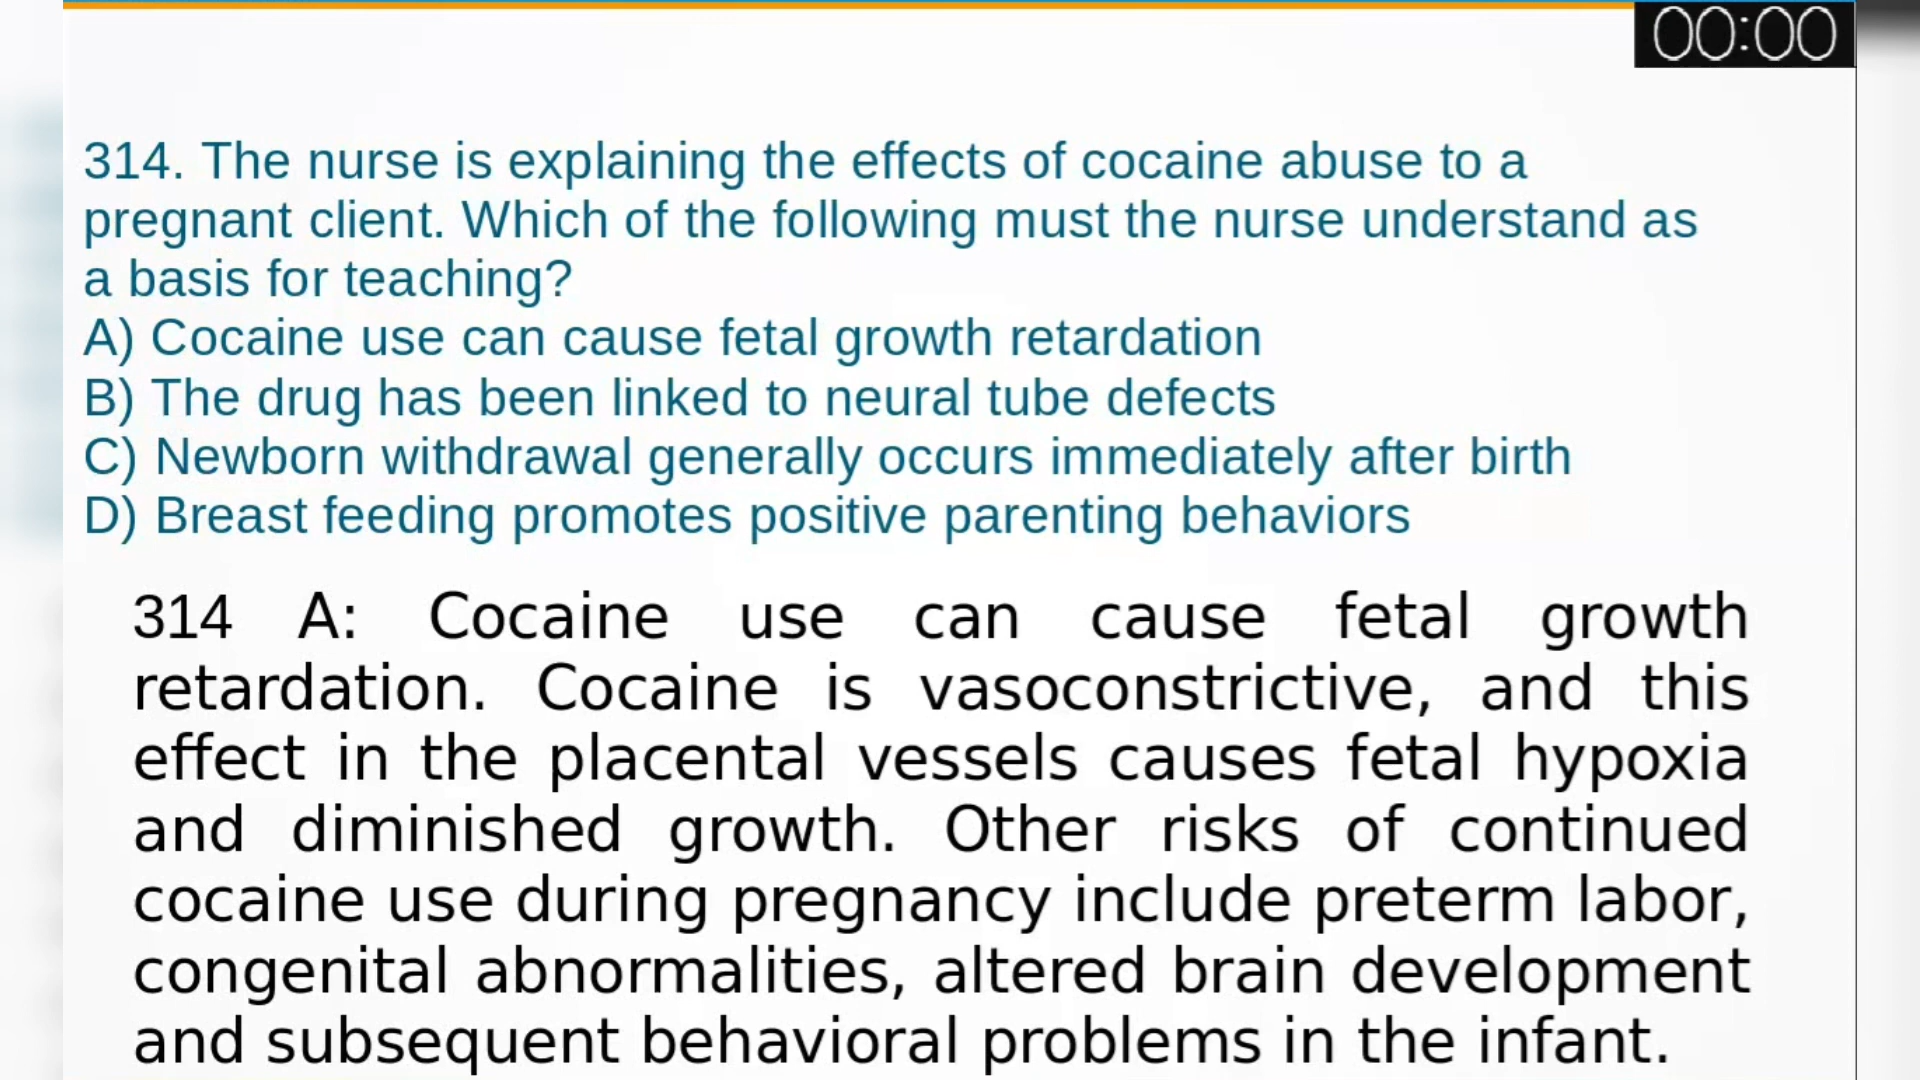 00:00
314. The nurse is explaining the effects of cocaine abuse to a
pregnant client. Which of the following must the nurse understand as
a basis for teaching?
A) Cocaine use can cause fetal growth retardation
B) The drug has been linked to neural tube defects
C) Newborn withdrawal generally occurs immediately after birth
D) Breast feeding promotes positive parenting behaviors
314 A: Cocaine use can cause fetal growth
retardation. Cocaine is vasoconstrictive, and this
effect in the placental vessels causes fetal hypoxia
and diminished growth. Other risks of continued
cocaine use during pregnancy include preterm labor,
congenital abnormalities, altered brain development
and subsequent behavioral problems in the infant.